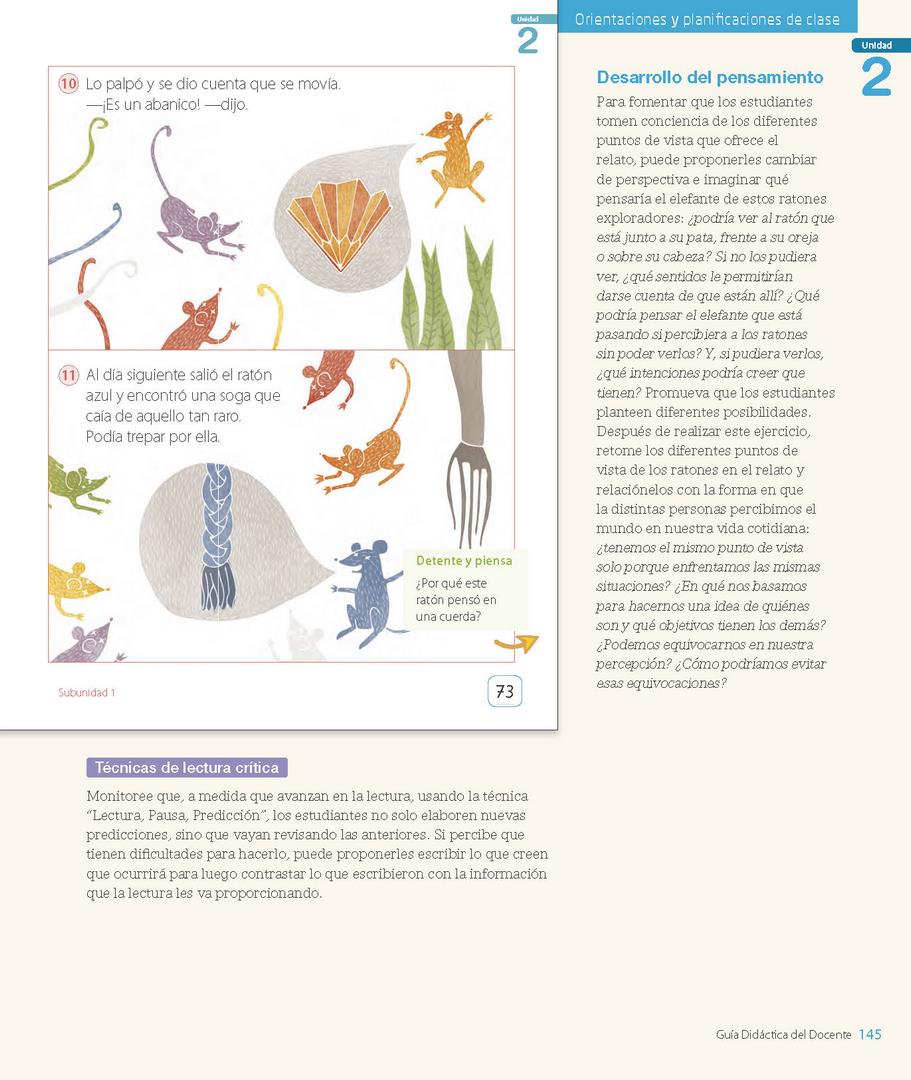 Orientaciones y planificaciones de clase
Unidad
2
Unidad
2
10 Lo palpó y se dio cuenta que se movía.
—¡Es un abanico! —dijo.
11 Al día siguiente salió el ratón
azul y encontró una soga que
caía de aquello tan raro.
Podía trepar por ella.
Detente y piensa
¿Por qué este
ratón pensó en
una cuerda?
Subunidad 1
73
Desarrollo del pensamiento
Para fomentar que los estudiantes
tomen conciencia de los diferentes
puntos de vista que ofrece el
relato, puede proponerles cambiar
de perspectiva e imaginar qué
pensaría el elefante de estos ratones
exploradores: ¿podría ver al ratón que
está junto a su pata, frente a su oreja
o sobre su cabeza? Si no los pudiera
ver, ¿qué sentidos le permitirían
darse cuenta de que están allí? ¿Qué
podría pensar el elefante que está
pasando si percibiera a los ratones
sin poder verlos? Y, si pudiera verlos,
¿qué intenciones podría creer que
tienen? Promueva que los estudiantes
planteen diferentes posibilidades.
Después de realizar este ejercicio,
retome los diferentes puntos de
vista de los ratones en el relato y
relaciónelos con la forma en que
la distintas personas percibimos el
mundo en nuestra vida cotidiana:
¿tenemos el mismo punto de vista
solo porque enfrentamos las mismas
situaciones? ¿En qué nos basamos
para hacernos una idea de quiénes
son y qué objetivos tienen los demás?
¿Podemos equivocarnos en nuestra
percepción? ¿Cómo podríamos evitar
esas equivocaciones?
Técnicas de lectura crítica
Monitoree que, a medida que avanzan en la lectura, usando la técnica
“Lectura, Pausa, Predicción”, los estudiantes no solo elaboren nuevas
predicciones, sino que vayan revisando las anteriores. Si percibe que
tienen dificultades para hacerlo, puede proponerles escribir lo que creen
que ocurrirá para luego contrastar lo que escribieron con la información
que la lectura les va proporcionando.
Guía Didáctica del Docente 145